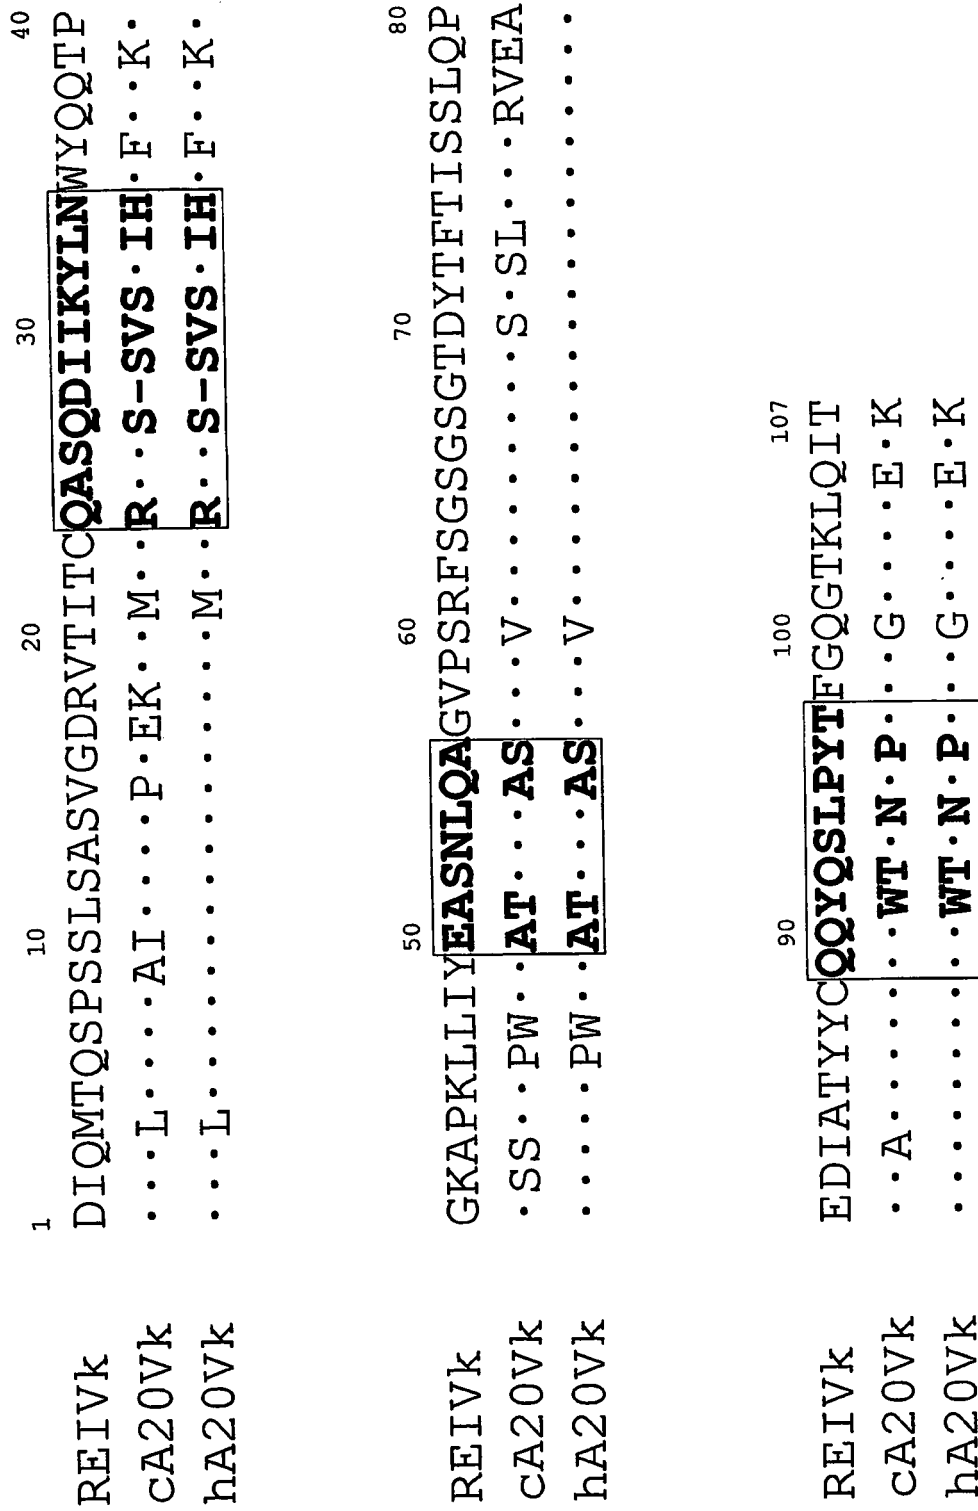 1 10 20 30 40
REIVk DIQMTQSPSSLSASVGDRVTITCQASQDIIKYLNWYQQTP
cA20Vk ···L····AI····P·EK··M··R··S-SVS·IH·F··K·
hA20Vk ···L················M··R··S-SVS·IH·F··K·
50 60 70 80
REIVk GKAPKLLIYEASNLQAGVPSRFSGSGSGTDYTFTISSLQP
cA20Vk ·SS··PW··AT···AS···V·········S·SL···RVEA
hA20Vk ·····PW··AT···AS···V····················
90 100 107
REIVk EDIATYYCQQYQSLPYTFGQGTKLQIT
cA20Vk ··A·······WT·N·P···G····E·K
hA20Vk ··········WT·N·P···G····E·K